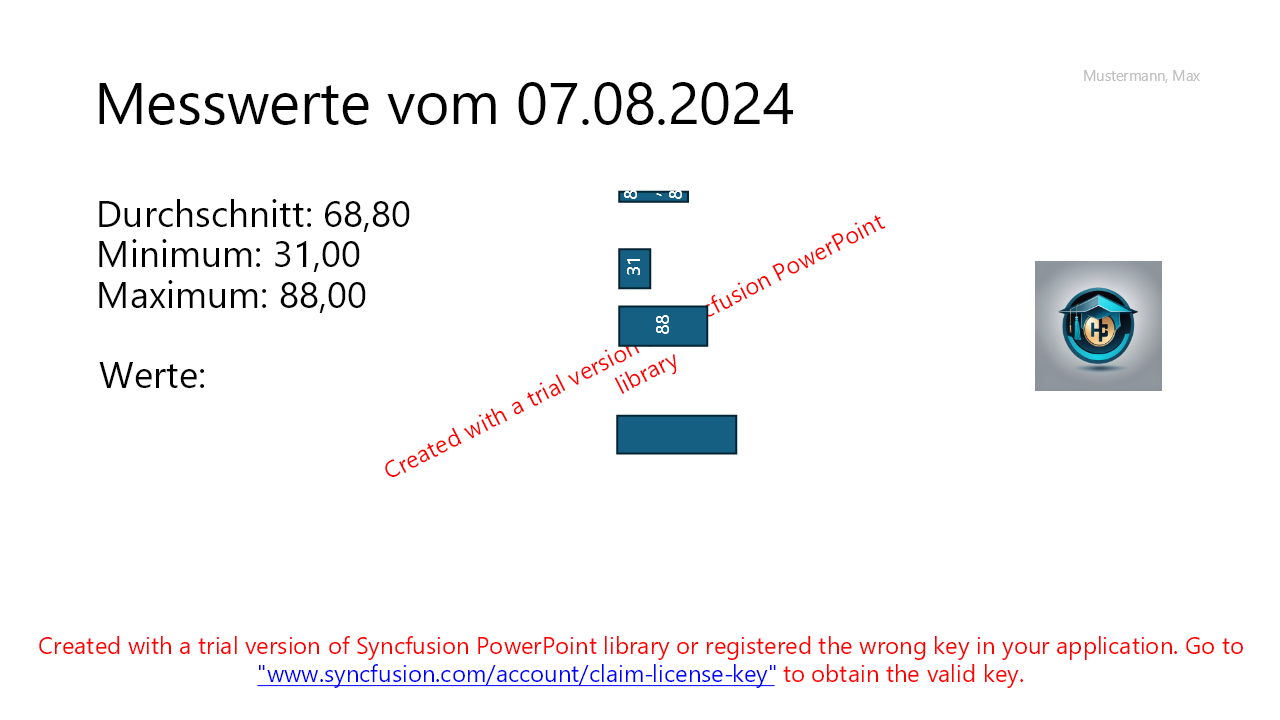 Mustermann, Max
Messwerte vom 07.08.2024
Durchschnitt: 68,80
Minimum: 31,00
Maximum: 88,00
Werte:
31
88
Created with a trial version
cfusion PowerPoint
library
Created with a trial version of Syncfusion PowerPoint library or registered the wrong key in your application. Go to
"www.syncfusion.com/account/claim-license-key" to obtain the valid key.